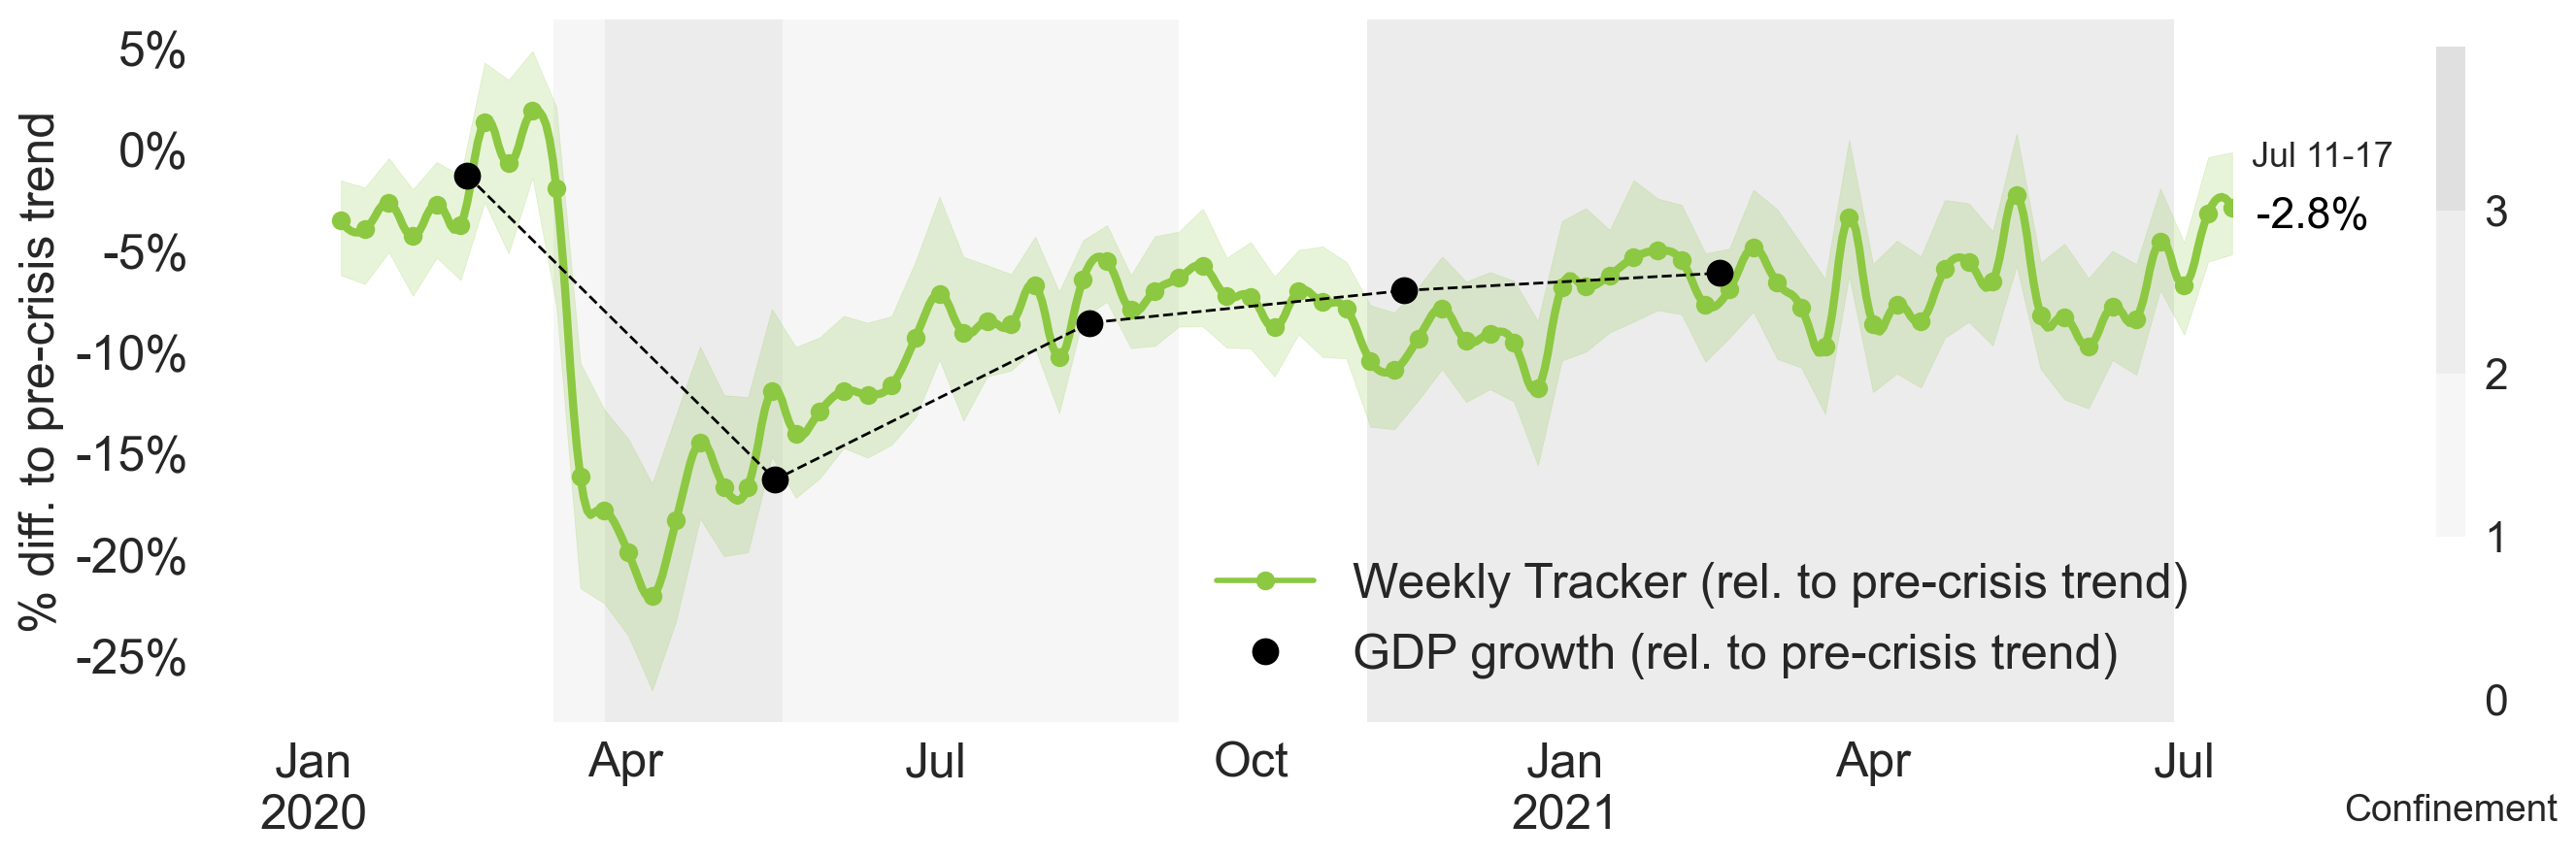 % diff. to pre-crisis trend
5%
0%
-5%
-10%
-15%
-20%
-25%
Jul 11-17
-2.8%
Weekly Tracker (rel. to pre-crisis trend)
GDP growth (rel. to pre-crisis trend)
Jan
2020
Apr
Jul
Oct
Jan
2021
Apr
Jul
3
2
1
0
Confinement